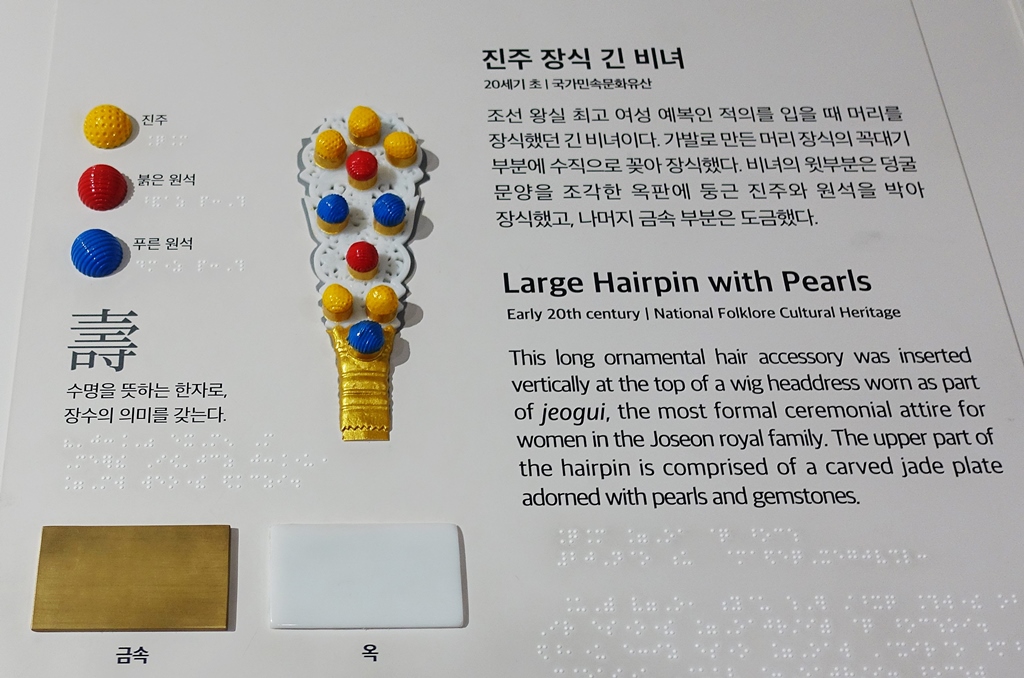 진주
붉은 원석
푸른 원석
壽
수명을 뜻하는 한자로,
장수의 의미를 갖는다.
금속
옥
진주 장식 긴 비녀
20세기 초 | 국가민속문화유산
조선 왕실 최고 여성 예복인 적의를 입을 때 머리를
장식했던 긴 비녀이다. 가발로 만든 머리 장식의 꼭대기
부분에 수직으로 꽂아 장식했다. 비녀의 윗부분은 덩굴
문양을 조각한 옥판에 둥근 진주와 원석을 박아
장식했고, 나머지 금속 부분은 도금했다.
Large Hairpin with Pearls
Early 20th century | National Folklore Cultural Heritage
This long ornamental hair accessory was inserted
vertically at the top of a wig headdress worn as part
of jeogui, the most formal ceremonial attire for
women in the Joseon royal family. The upper part of
the hairpin is comprised of a carved jade plate
adorned with pearls and gemstones.